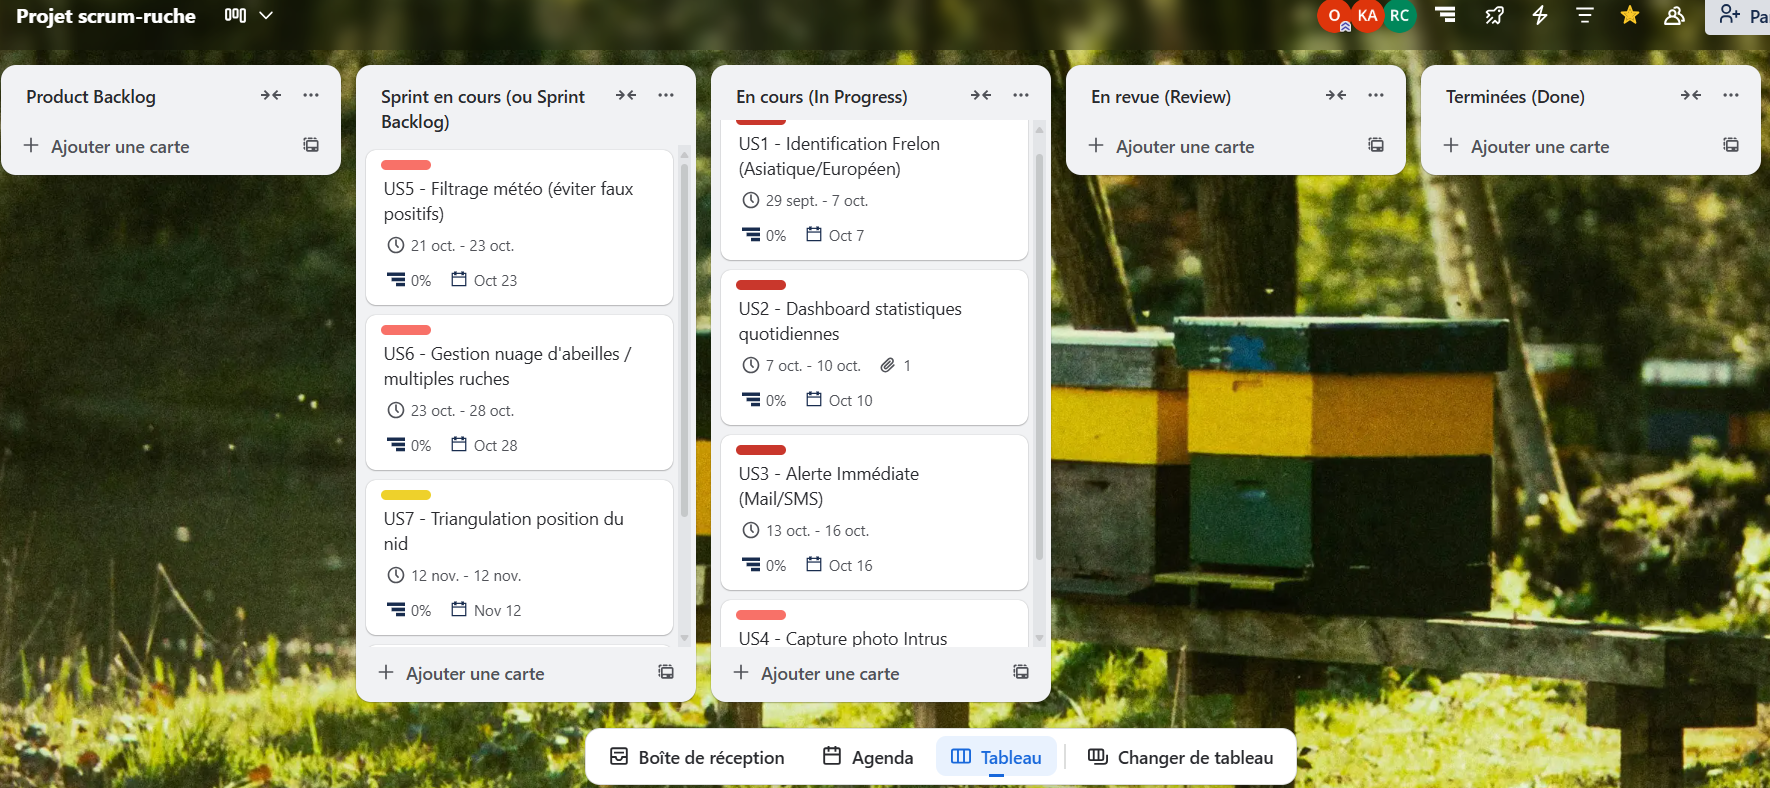 Projet scrum-ruche
O
KA
RC
Product Backlog
Ajouter une carte
Sprint en cours (ou Sprint
Backlog)
US5 - Filtrage météo (éviter faux
positifs)
21 oct. - 23 oct.
0%
Oct 23
US6 - Gestion nuage d'abeilles /
multiples ruches
23 oct. - 28 oct.
0%
Oct 28
US7 - Triangulation position du
nid
12 nov. - 12 nov.
0%
Nov 12
Ajouter une carte
En cours (In Progress)
US1 - Identification Frelon
(Asiatique/Européen)
29 sept. - 7 oct.
0%
Oct 7
US2 - Dashboard statistiques
quotidiennes
7 oct. - 10 oct.
1
0%
Oct 10
US3 - Alerte Immédiate
(Mail/SMS)
13 oct. - 16 oct.
0%
Oct 16
US4 - Capture photo Intrus
Ajouter une carte
En revue (Review)
Ajouter une carte
Terminées (Done)
Ajouter une carte
Boîte de réception
Agenda
Tableau
Changer de tableau